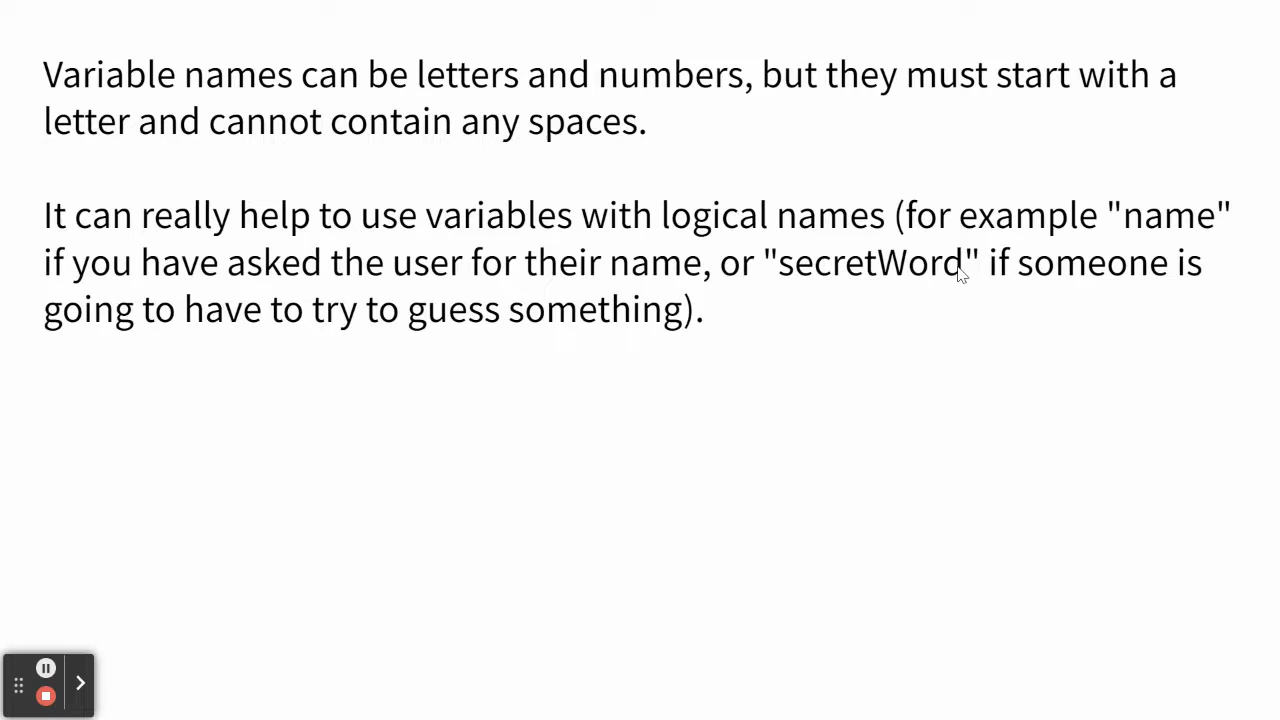 Variable names can be letters and numbers, but they must start with a
letter and cannot contain any spaces.
It can really help to use variables with logical names (for example "name"
if you have asked the user for their name, or "secretWord" if someone is
going to have to try to guess something).